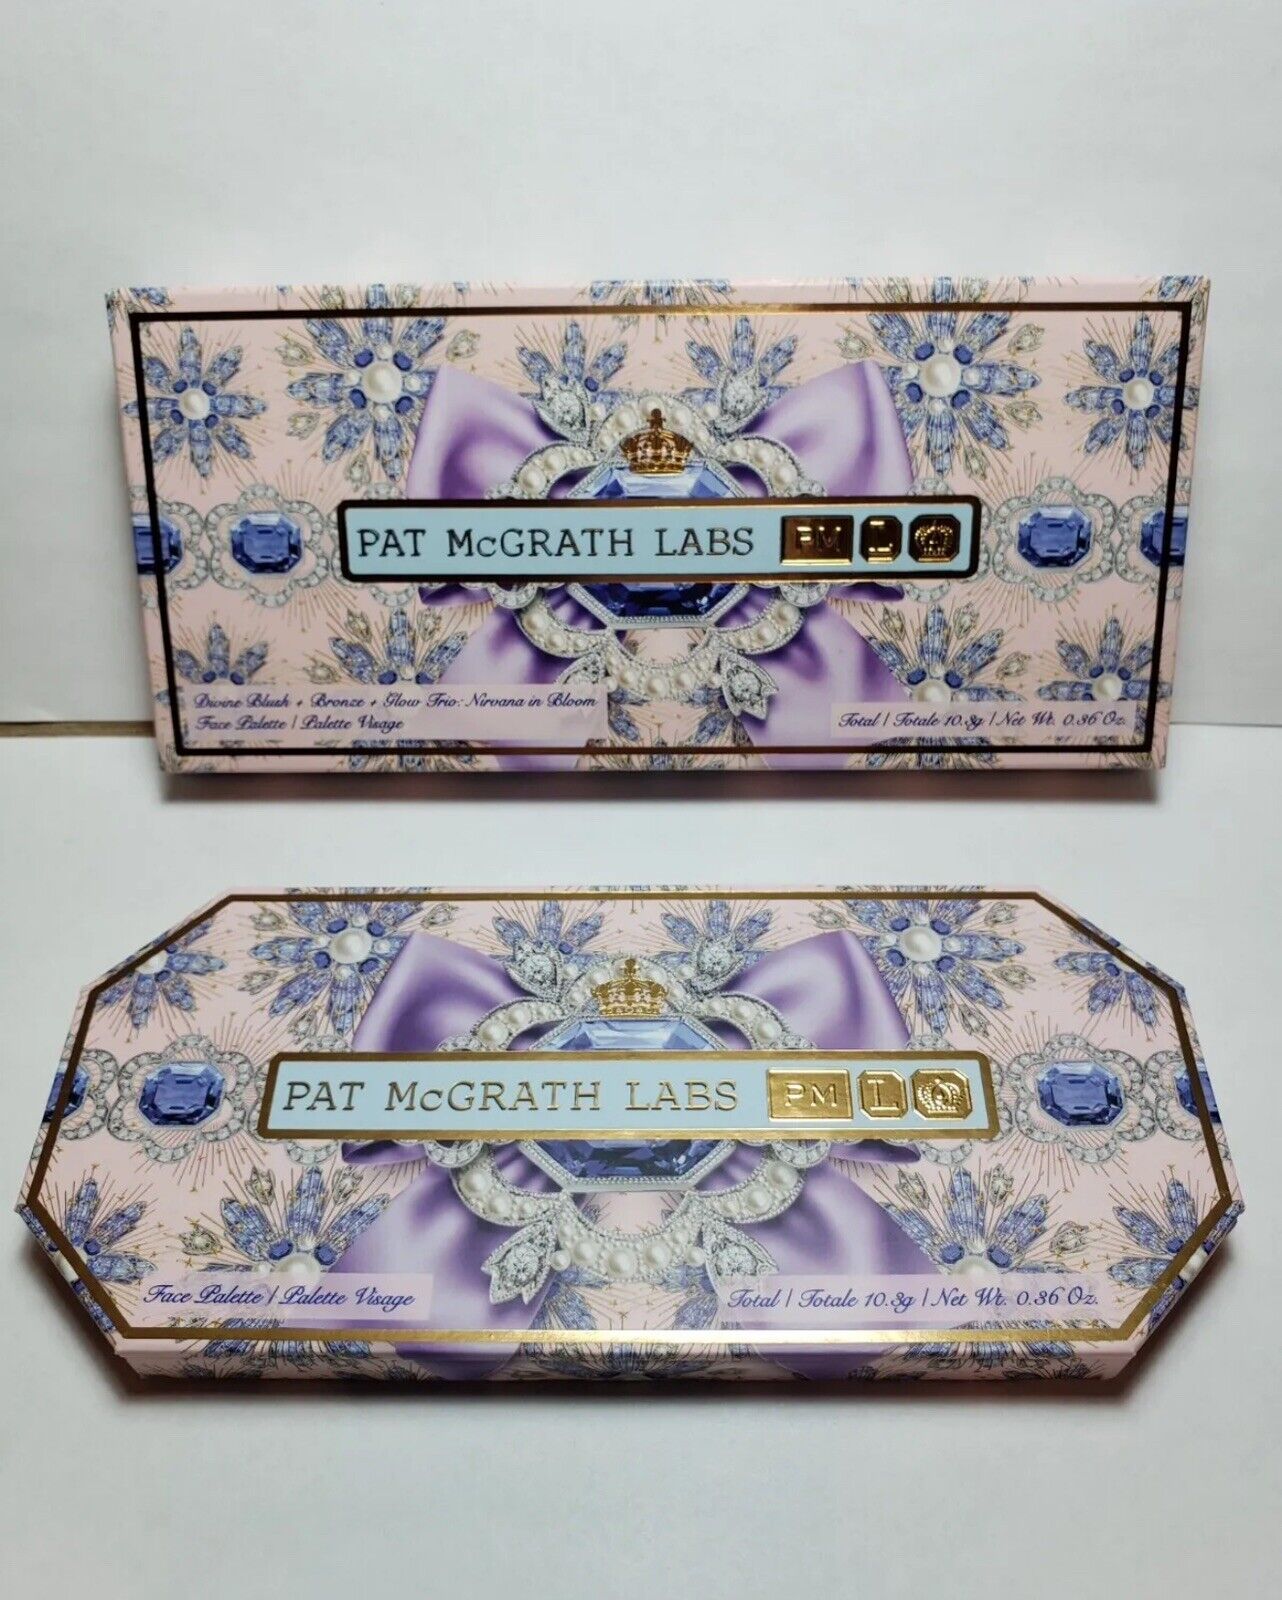 PAT McGRATH LABS PM L
Divine Blush + Bronze + Glow Trio: Nirvana in Bloom
Face Palette | Palette Visage
Total | Totale 10.3g | Net Wt. 0.36 Oz.
PAT McGRATH LABS PM L
Face Palette | Palette Visage
Total | Totale 10.3g | Net Wt. 0.36 Oz.